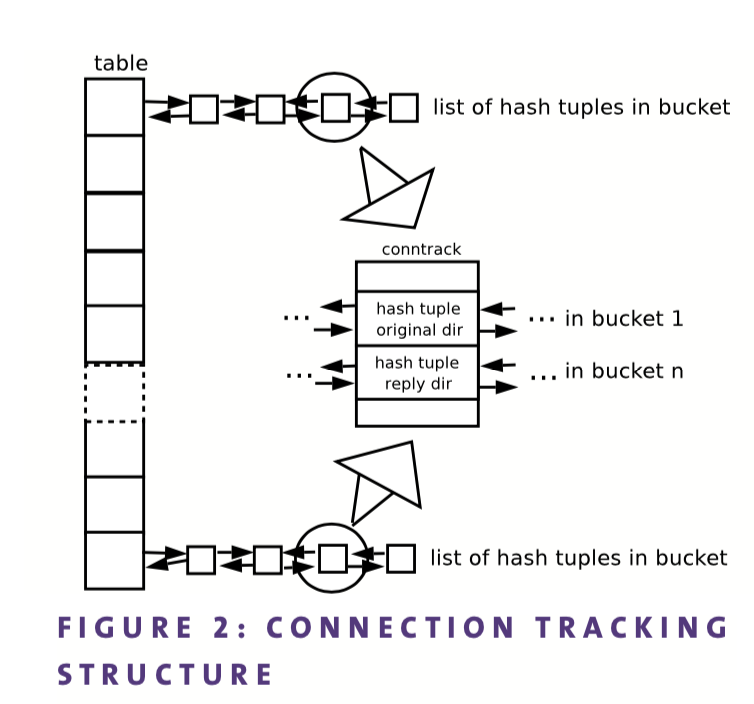 table
list of hash tuples in bucket
conntrack
hash tuple
original dir
... ... in bucket 1
hash tuple
reply dir
... ... in bucket n
list of hash tuples in bucket
FIGURE 2: CONNECTION TRACKING
STRUCTURE